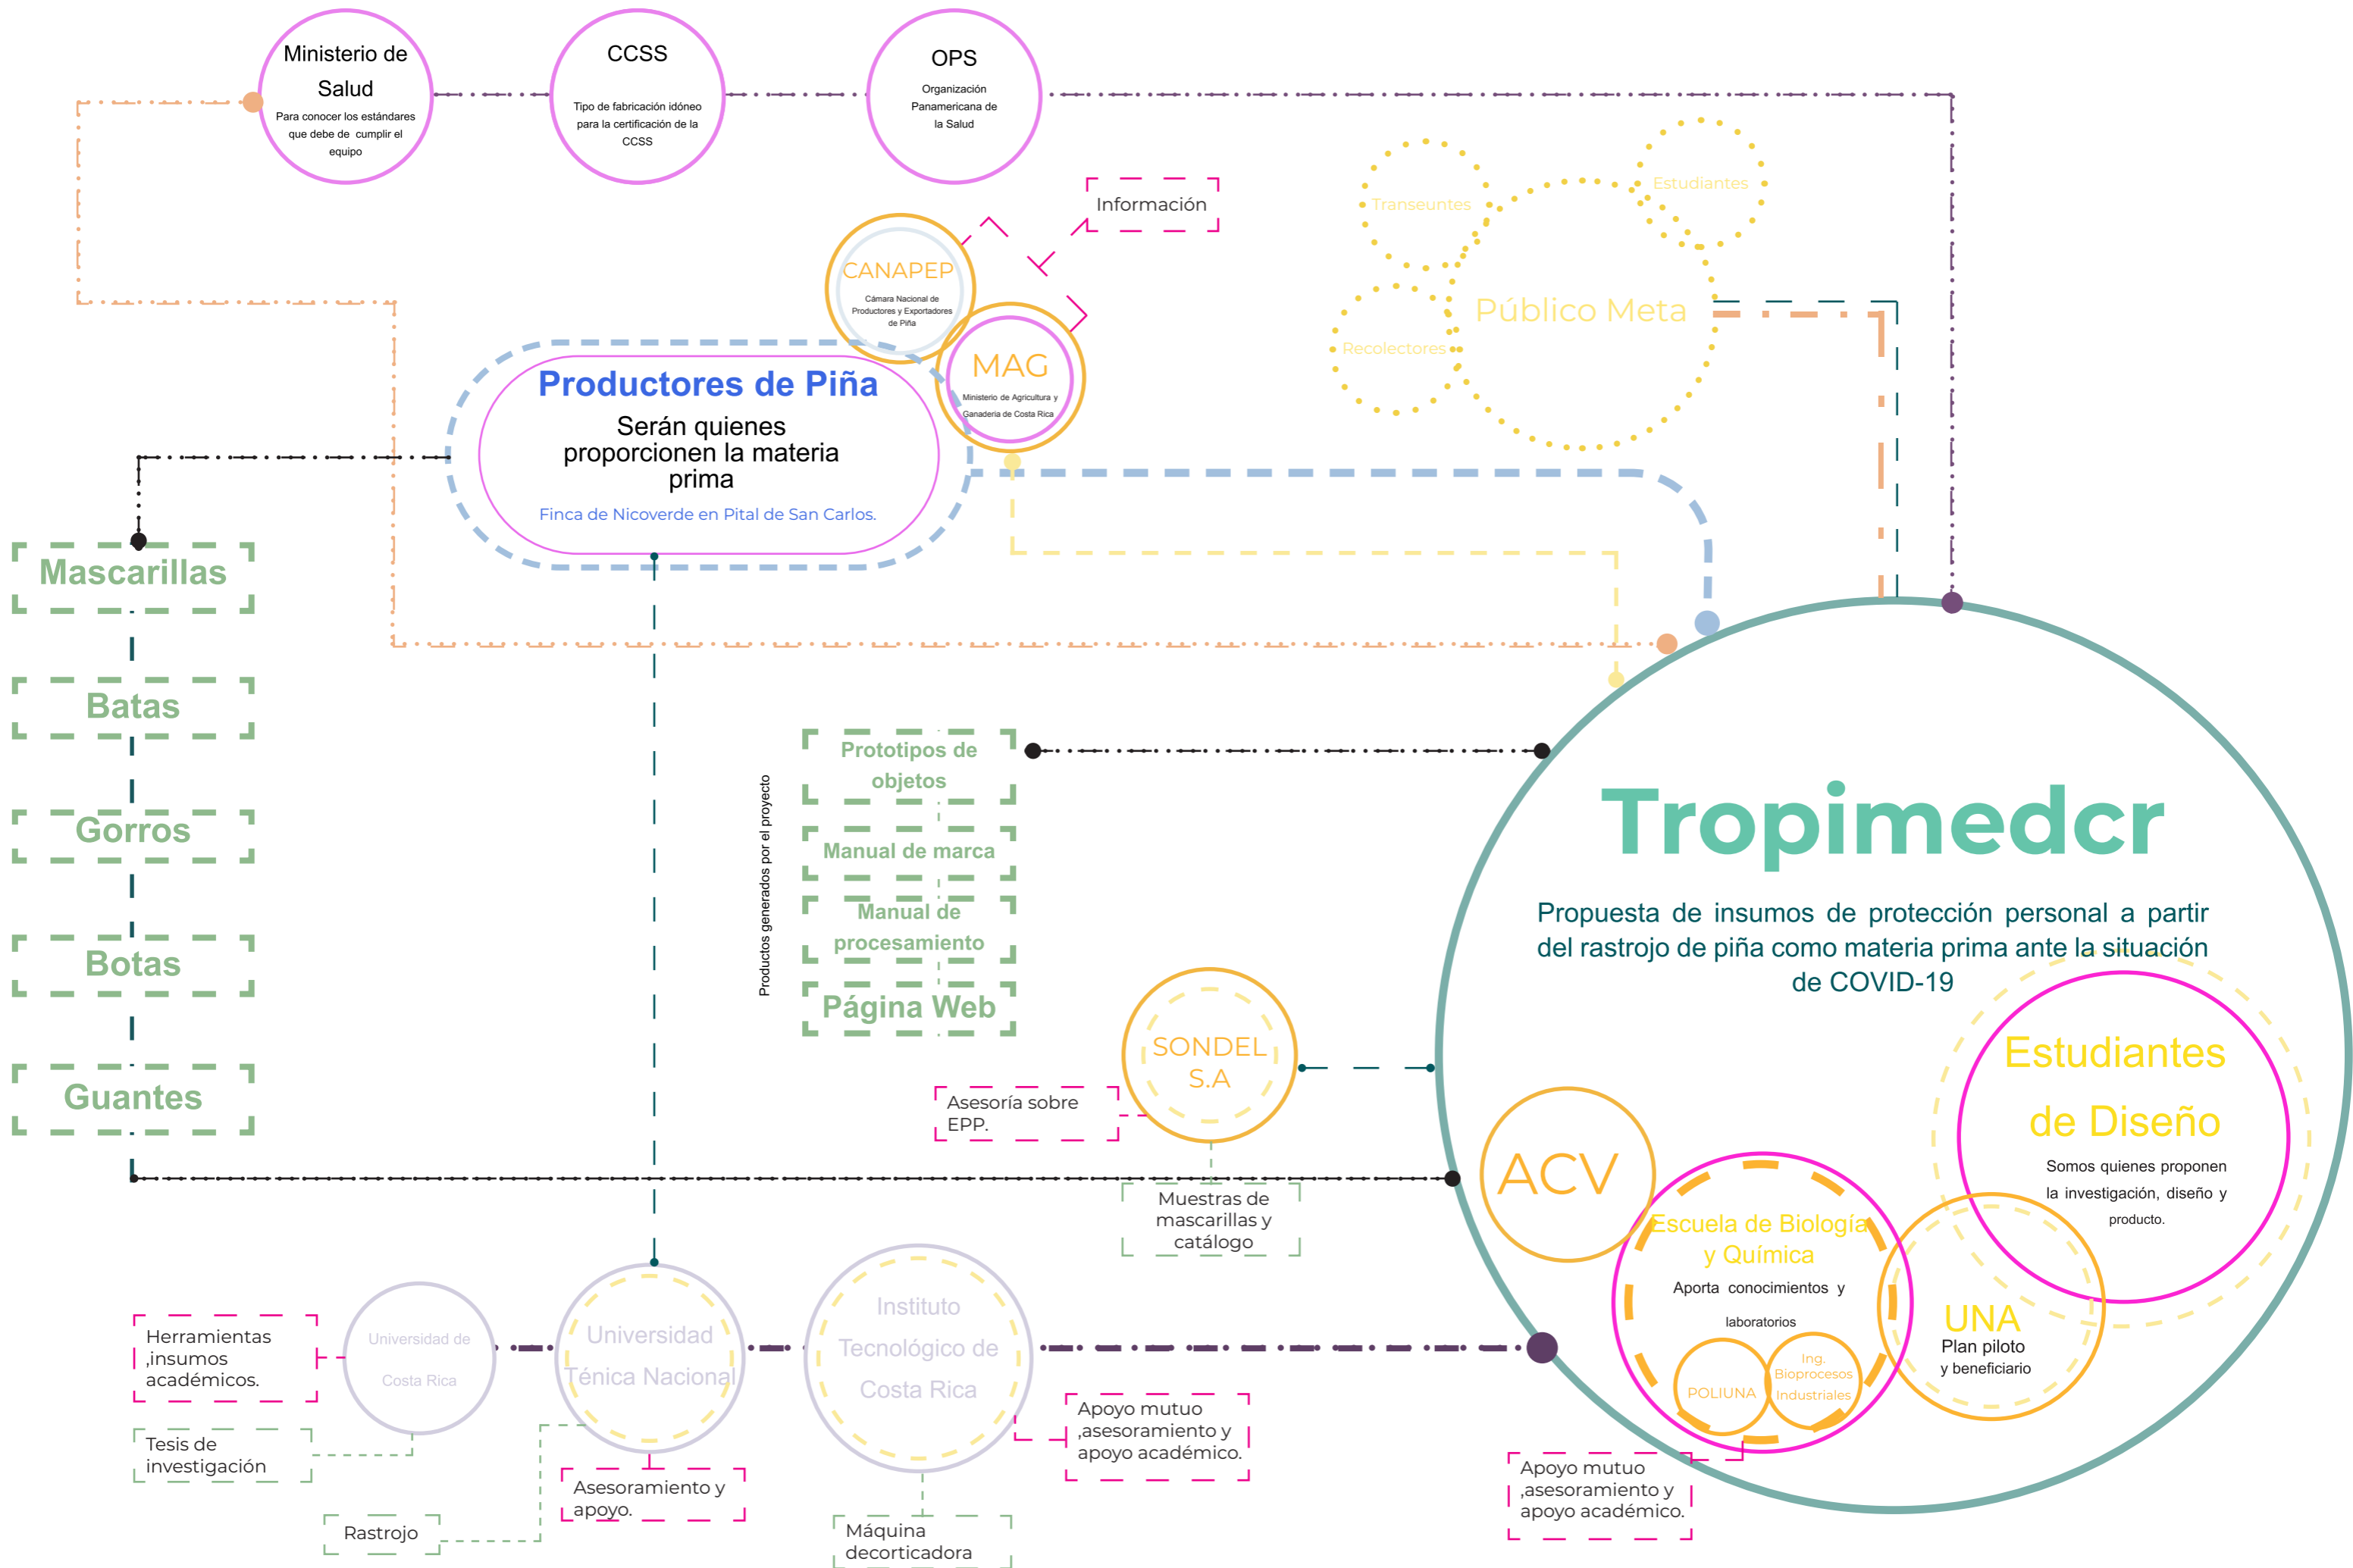 Ministerio de
Salud
Para conocer los estándares
que debe de cumplir el
equipo
CCSS
Tipo de fabricación idóneo
para la certificación de la
CCSS
OPS
Organización
Panamericana de
la Salud
Información
Transeuntes
Estudiantes
Público Meta
Recolectores
CANAPEP
Cámara Nacional de
Productores y Exportadores
de Piña
MAG
Ministerio de Agricultura y
Ganaderia de Costa Rica
Productores de Piña
Serán quienes
proporcionen la materia
prima
Finca de Nicoverde en Pital de San Carlos.
Mascarillas
Batas
Gorros
Botas
Guantes
Productos generados por el proyecto
Prototipos de
objetos
Manual de marca
Manual de
procesamiento
Página Web
Tropimedcr
Propuesta de insumos de protección personal a partir
del rastrojo de piña como materia prima ante la situación
de COVID-19
SONDEL
S.A
Asesoría sobre
EPP.
Muestras de
mascarillas y
catálogo
Estudiantes
de Diseño
Somos quienes proponen
la investigación, diseño y
producto.
ACV
Escuela de Biología
y Química
Aporta conocimientos y
laboratorios
POLIUNA
Ing.
Bioprocesos
Industriales
UNA
Plan piloto
y beneficiario
Apoyo mutuo
,asesoramiento y
apoyo académico.
Herramientas
,insumos
académicos.
Universidad de
Costa Rica
Tesis de
investigación
Universidad
Ténica Nacional
Rastrojo
Asesoramiento y
apoyo.
Instituto
Tecnológico de
Costa Rica
Apoyo mutuo
,asesoramiento y
apoyo académico.
Máquina
decorticadora